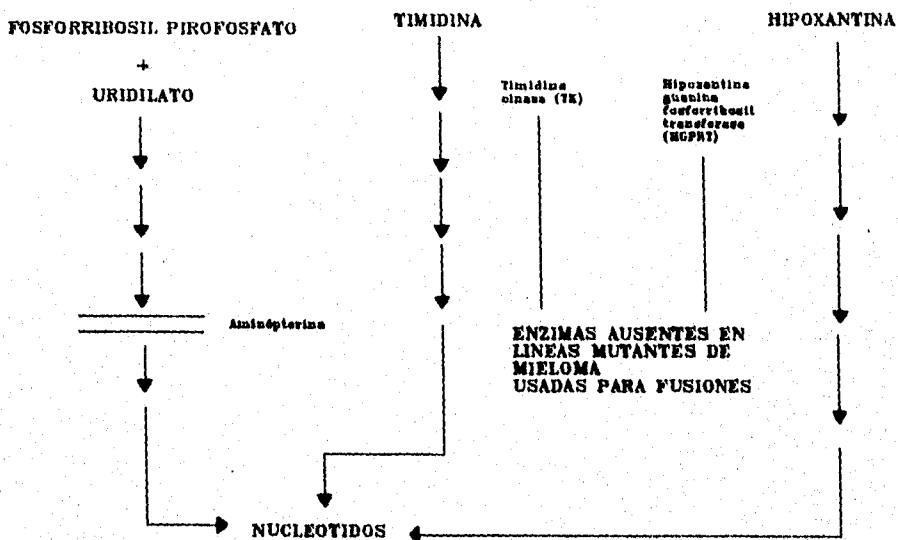 FOSFORRIBOSIL PIROFOSFATO
+
URIDILATO
TIMIDINA
HIPOXANTINA
Timidina
cinasa (TK)
Hipoxantina
guanina
fosforribosil
transferasa
(HGPRT)
Aminópterina
ENZIMAS AUSENTES EN
LINEAS MUTANTES DE
MIELOMA
USADAS PARA FUSIONES
NUCLEOTIDOS